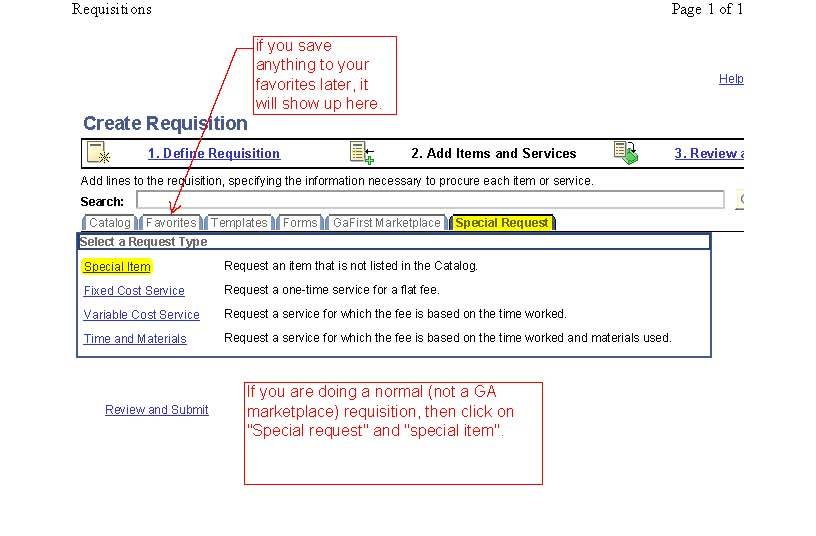 Requisitions Page 1 of 1
if you save
anything to your
favorites later, it
will show up here.
Help
Create Requisition
1. Define Requisition 2. Add Items and Services 3. Review
Add lines to the requisition, specifying the information necessary to procure each item or service.
Search:
Catalog Favorites Templates Forms GaFirst Marketplace Special Request
Select a Request Type
Special Item Request an item that is not listed in the Catalog.
Fixed Cost Service Request a one-time service for a flat fee.
Variable Cost Service Request a service for which the fee is based on the time worked.
Time and Materials Request a service for which the fee is based on the time worked and materials used.
If you are doing a normal (not a GA
marketplace) requisition, then click on
"Special request" and "special item".
Review and Submit